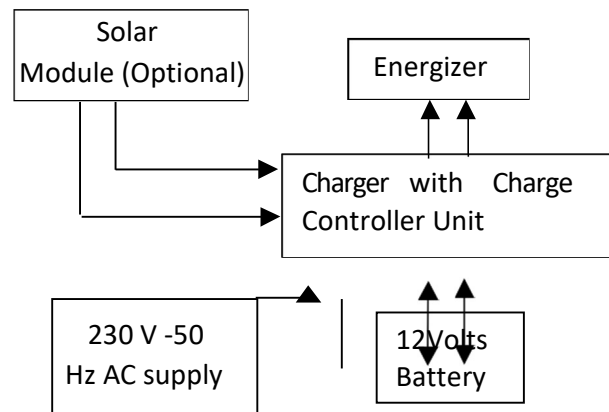 Solar
Module (Optional)
Energizer
Charger with Charge
Controller Unit
230 V -50
Hz AC supply
12Volts
Battery